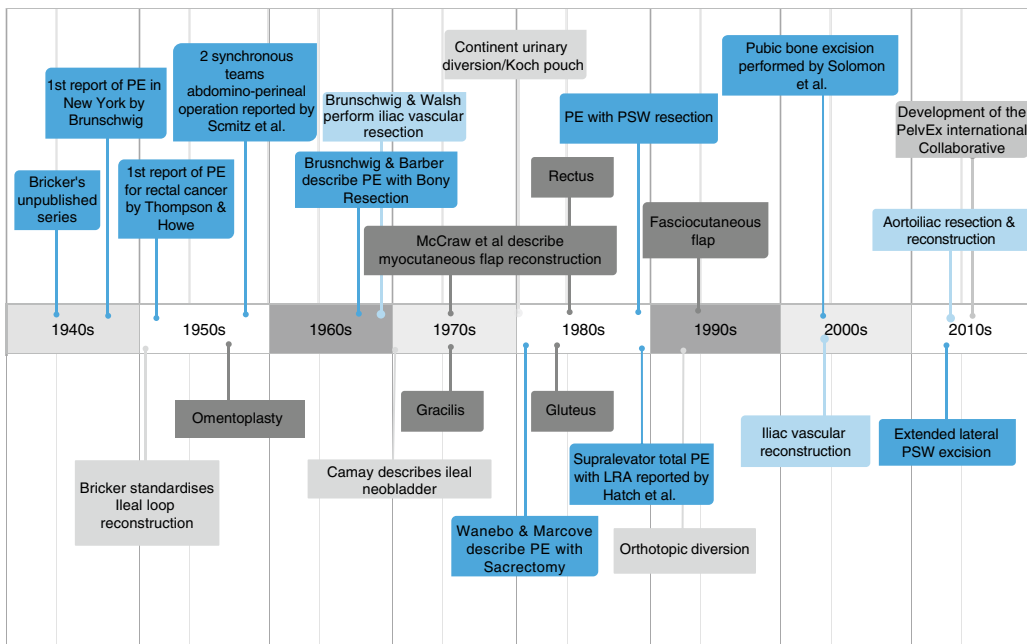 2 synchronous
teams
abdomino-perineal
operation reported by
Scmitz et al.
Continent urinary
diversion/Koch pouch
Pubic bone excision
performed by Solomon
et al.
1st report of PE in
New York by
Brunschwig
Brunschwig & Walsh
perform iliac vascular
resection
PE with PSW resection
Development of the
PelvEx international
Collaborative
Bricker's
unpublished
series
1st report of PE
for rectal cancer
by Thompson &
Howe
Brusnchwig & Barber
describe PE with Bony
Resection
Rectus
Fasciocutaneous
flap
Aortoiliac resection &
reconstruction
McCraw et al describe
myocutaneous flap reconstruction
1940s
1950s
1960s
1970s
1980s
1990s
2000s
2010s
Omentoplasty
Gracilis
Gluteus
Iliac vascular
reconstruction
Extended lateral
PSW excision
Bricker standardises
Ileal loop
reconstruction
Camay describes ileal
neobladder
Supralevator total PE
with LRA reported by
Hatch et al.
Wanebo & Marcove
describe PE with
Sacrectomy
Orthotopic diversion